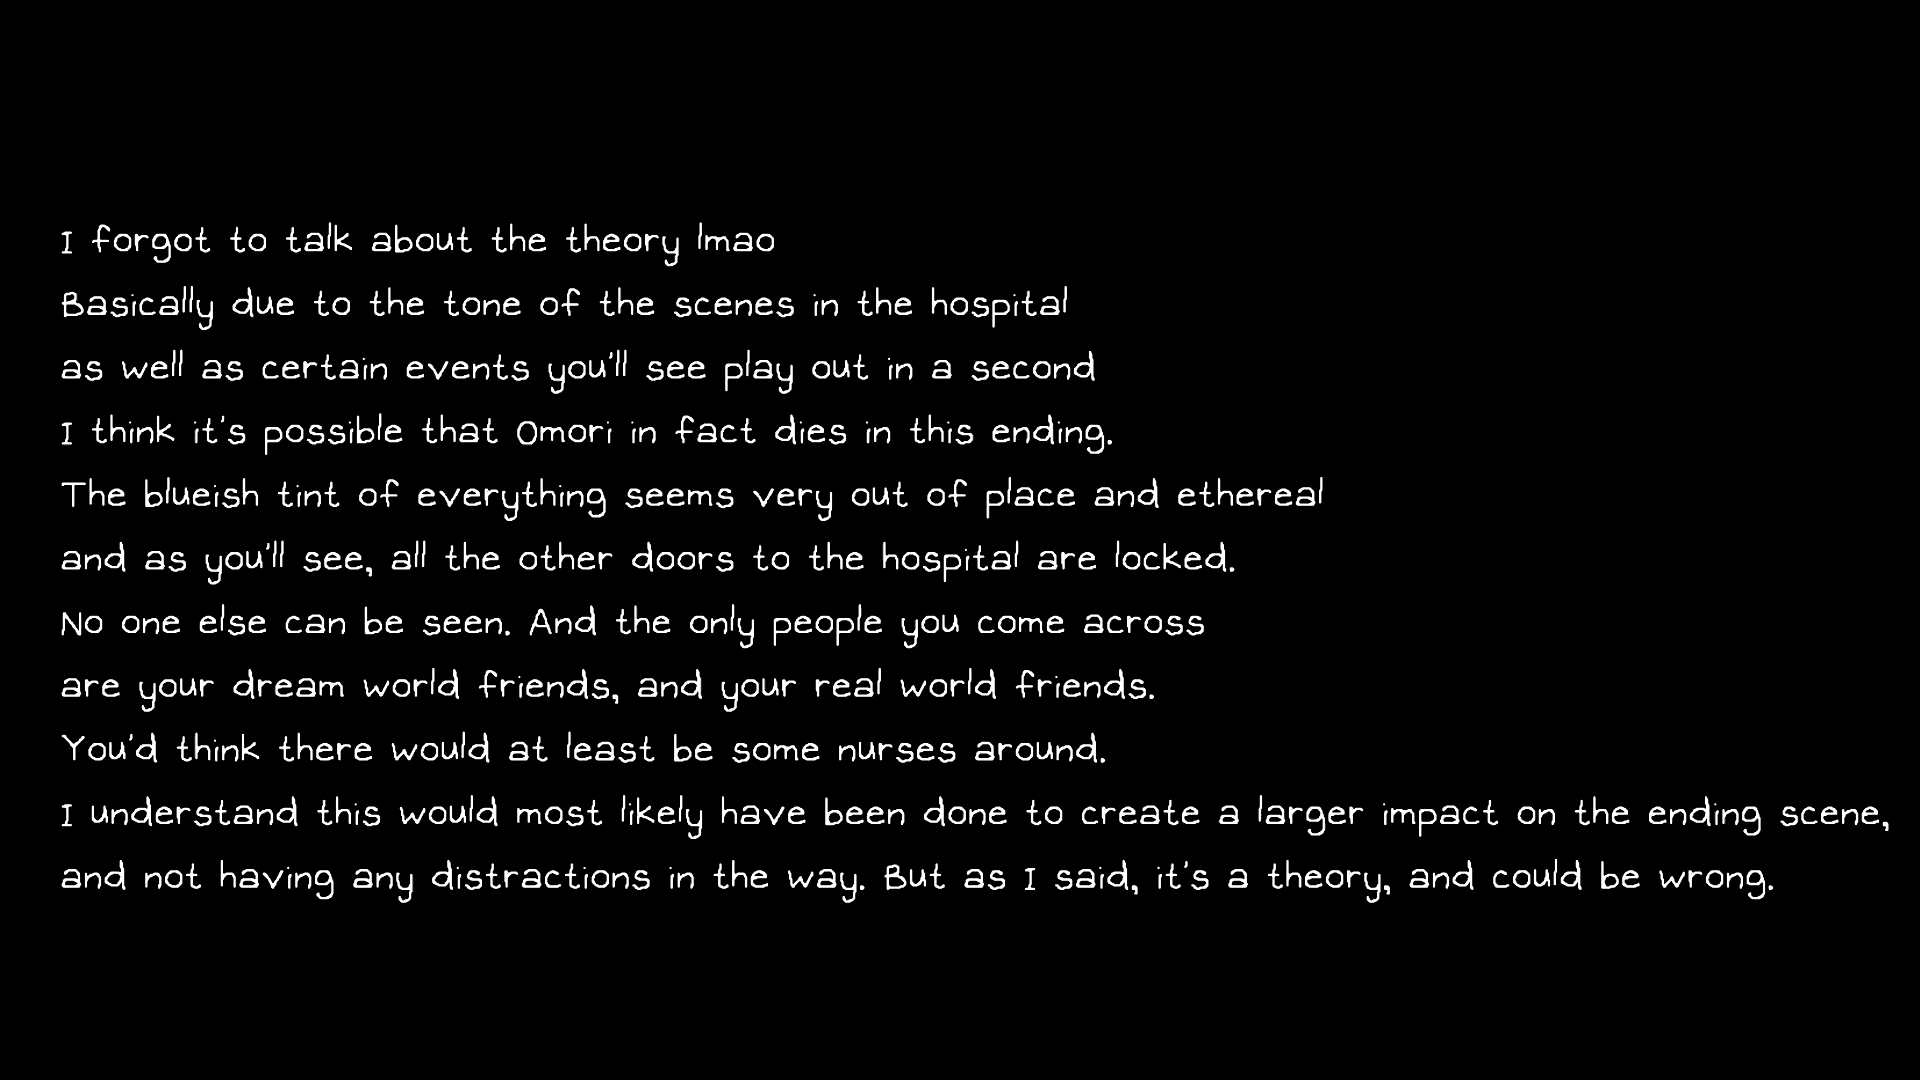 I forgot to talk about the theory lmao
Basically due to the tone of the scenes in the hospital
as well as certain events you'll see play out in a second
I think it's possible that Omori in fact dies in this ending.
The blueish tint of everything seems very out of place and ethereal
and as you'll see, all the other doors to the hospital are locked.
No one else can be seen. And the only people you come across
are your dream world friends, and your real world friends.
You'd think there would at least be some nurses around.
I understand this would most likely have been done to create a larger impact on the ending scene,
and not having any distractions in the way. But as I said, it's a theory, and could be wrong.